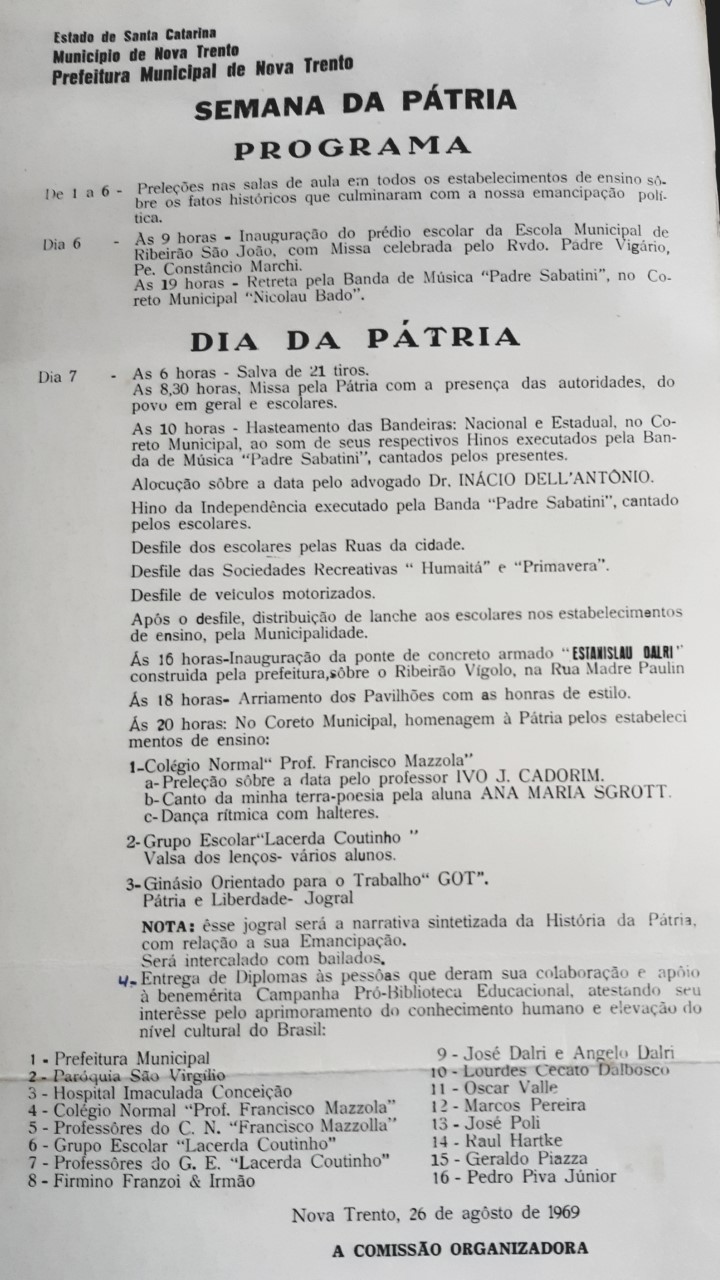 Estado de Santa Catarina
Município de Nova Trento
Prefeitura Municipal de Nova Trento
SEMANA DA PÁTRIA
PROGRAMA
De 1 a 6 - Preleções nas salas de aula em todos os estabelecimentos de ensino sô-
bre os fatos históricos que culminaram com a nossa emancipação polí-
tica.
Dia 6 - As 9 horas - Inauguração do prédio escolar da Escola Municipal de
Ribeirão São João, com Missa celebrada pelo Rvdo. Padre Vigário,
Pe. Constâncio Marchi.
As 19 horas - Retreta pela Banda de Música "Padre Sabatini", no Co-
reto Municipal "Nicolau Bado".
DIA DA PÁTRIA
Dia 7 - As 6 horas - Salva de 21 tiros.
As 8,30 horas, Missa pela Pátria com a presença das autoridades, do
povo em geral e escolares.
As 10 horas - Hasteamento das Bandeiras: Nacional e Estadual, no Co-
reto Municipal, ao som de seus respectivos Hinos executados pela Ban-
da de Música "Padre Sabatini", cantados pelos presentes.
Alocução sôbre a data pelo advogado Dr. INÁCIO DELL'ANTÔNIO.
Hino da Independência executado pela Banda "Padre Sabatini", cantado
pelos escolares.
Desfile dos escolares pelas Ruas da cidade.
Desfile das Sociedades Recreativas " Humaitá" e "Primavera".
Desfile de veículos motorizados.
Após o desfile, distribuição de lanche aos escolares nos estabelecimentos
de ensino, pela Municipalidade.
Ás 16 horas-Inauguração da ponte de concreto armado "ESTANISLAU DALRI"
construida pela prefeitura,sôbre o Ribeirão Vígolo, na Rua Madre Paulin
Ás 18 horas- Arriamento dos Pavilhões com as honras de estilo.
Ás 20 horas: No Coreto Municipal, homenagem à Pátria pelos estabeleci
mentos de ensino:
1-Colégio Normal" Prof. Francisco Mazzola"
a-Preleção sôbre a data pelo professor IVO J. CADORIM.
b-Canto da minha terra-poesia pela aluna ANA MARIA SGROTT.
c-Dança rítmica com halteres.
2-Grupo Escolar"Lacerda Coutinho "
Valsa dos lenços- vários alunos.
3-Ginásio Orientado para o Trabalho" GOT".
Pátria e Liberdade- Jogral
NOTA: êsse jogral será a narrativa sintetizada da História da Pátria,
com relação a sua Emancipação.
Será intercalado com bailados.
4-Entrega de Diplomas às pessôas que deram sua colaboração e apôio
à benemérita Campanha Pró-Biblioteca Educacional, atestando seu
interêsse pelo aprimoramento do conhecimento humano e elevação do
nível cultural do Brasil:
1 - Prefeitura Municipal
2 - Paróquia São Virgílio
3 - Hospital Imaculada Conceição
4 - Colégio Normal "Prof. Francisco Mazzola"
5 - Professôres do C. N. "Francisco Mazzolla"
6 - Grupo Escolar "Lacerda Coutinho"
7 - Professôres do G. E. "Lacerda Coutinho"
8 - Firmino Franzoi & Irmão
9 - José Dalri e Angelo Dalri
10 - Lourdes Cecato Dalbosco
11 - Oscar Valle
12 - Marcos Pereira
13 - José Poli
14 - Raul Hartke
15 - Geraldo Piazza
16 - Pedro Piva Júnior
Nova Trento, 26 de agôsto de 1969
A COMISSÃO ORGANIZADORA